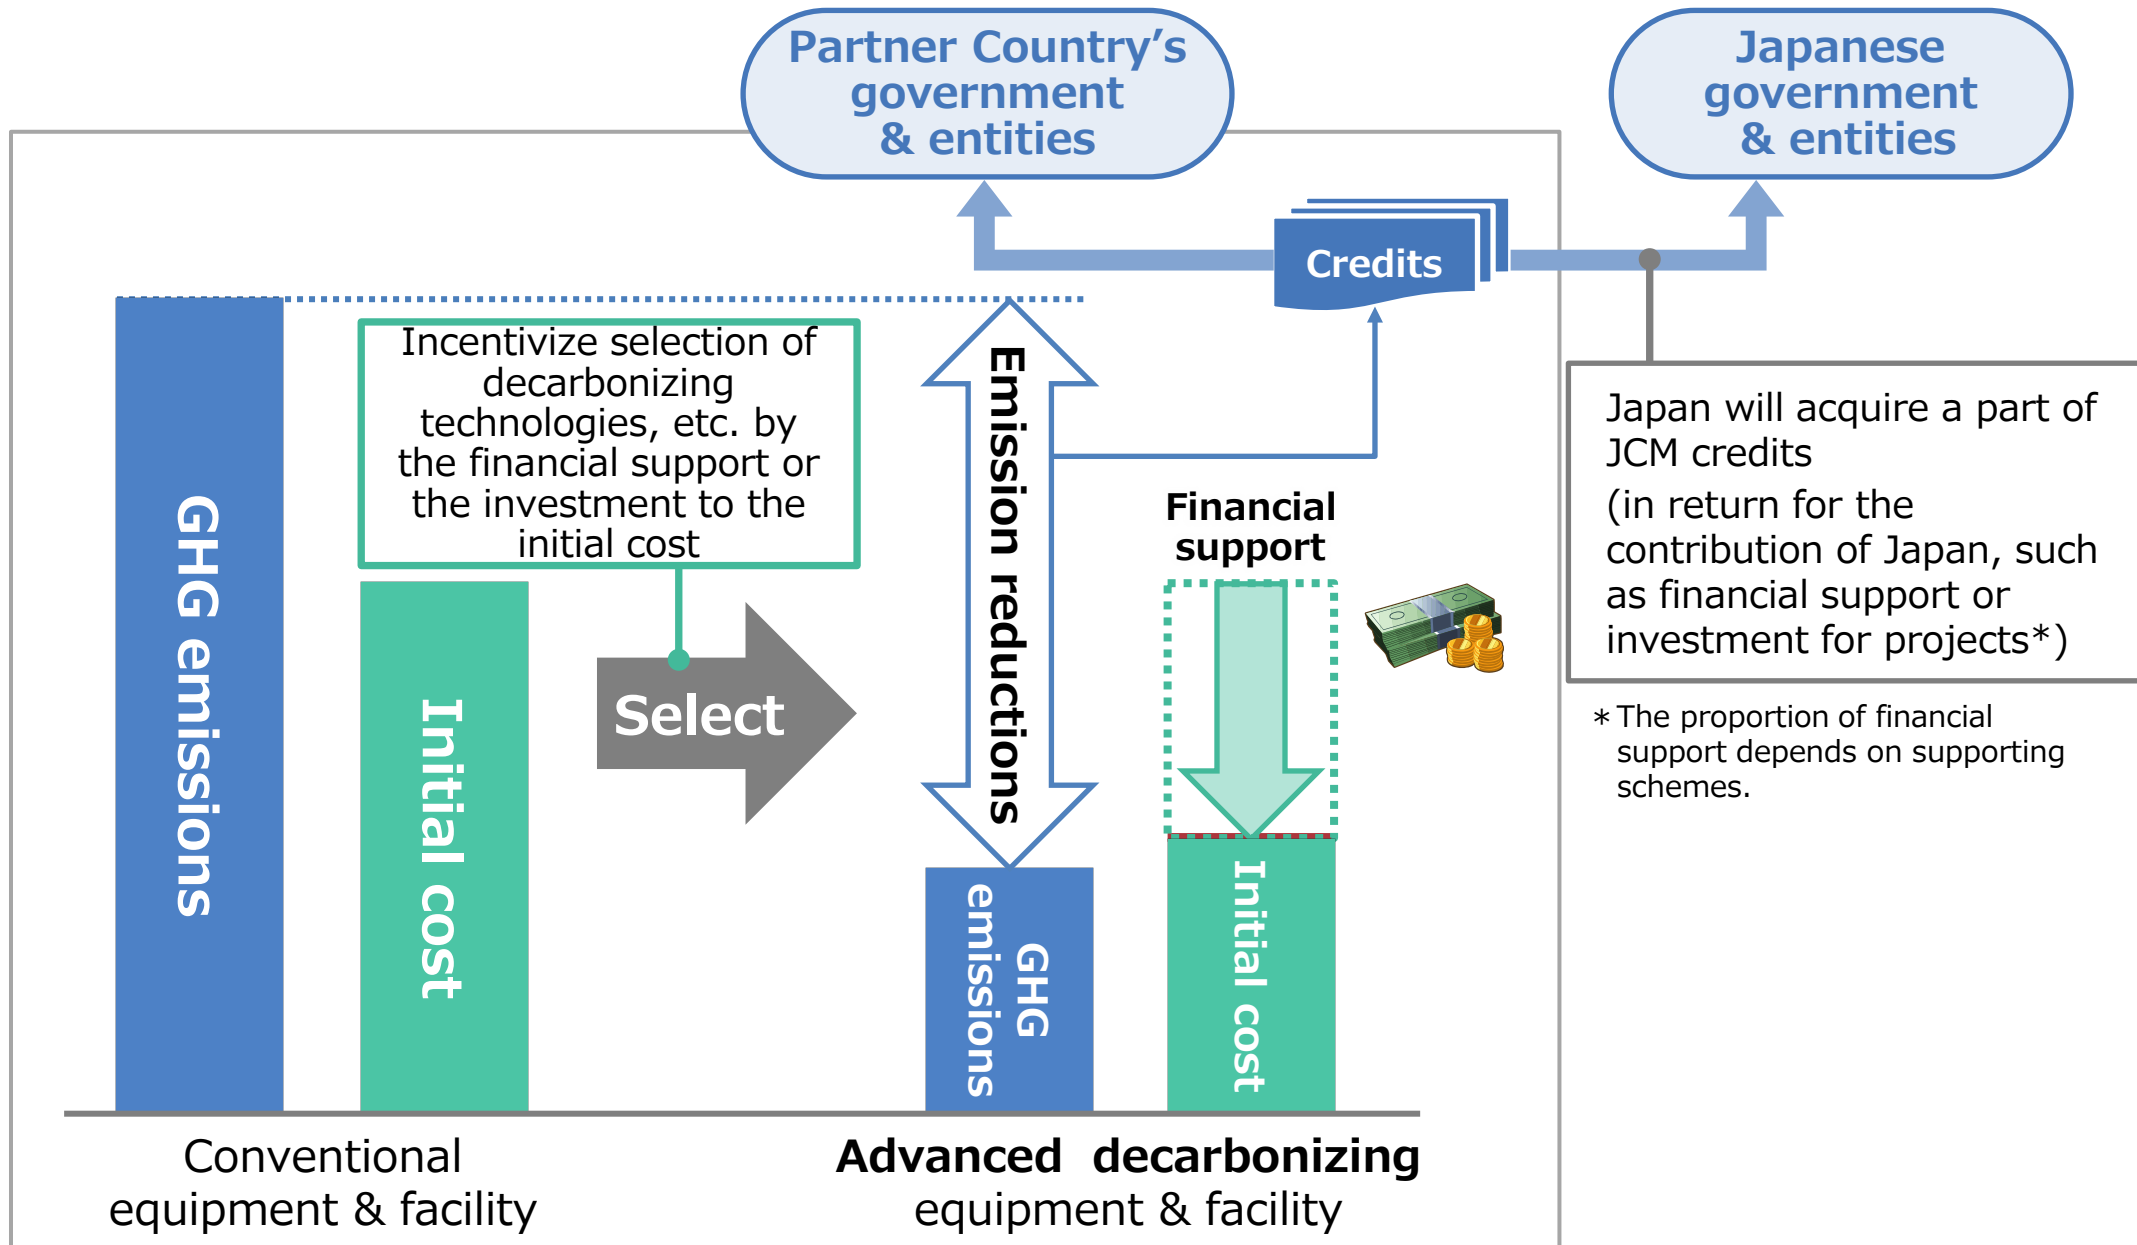 Partner Country’s
government
& entities
Japanese
government
& entities
Credits
Incentivize selection of
decarbonizing
technologies, etc. by
the financial support or
the investment to the
initial cost
GHG emissions
Initial cost
Select
Emission reductions
Financial
support
Japan will acquire a part of
JCM credits
(in return for the
contribution of Japan, such
as financial support or
investment for projects*)
* The proportion of financial
support depends on supporting
schemes.
GHG
emissions
Initial cost
Conventional
equipment & facility
Advanced decarbonizing
equipment & facility